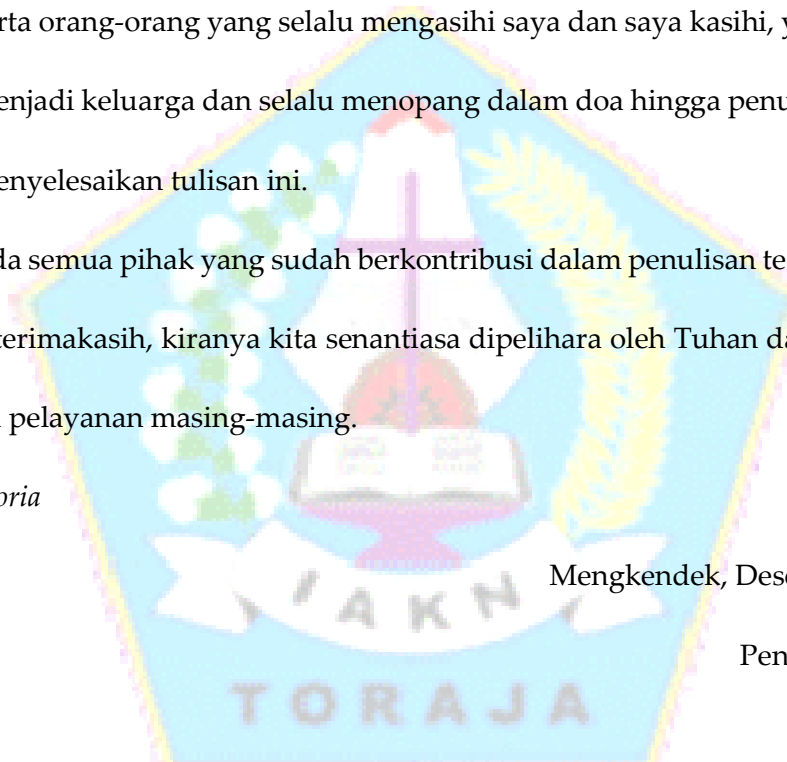 rta orang-orang yang selalu mengasihi saya dan saya kasihi, y
enjadi keluarga dan selalu menopang dalam doa hingga penu
enyelesaikan tulisan ini.
da semua pihak yang sudah berkontribusi dalam penulisan te
terimakasih, kiranya kita senantiasa dipelihara oleh Tuhan da
pelayanan masing-masing.
oria
Mengkendek, Dese
Pen
IAKN
TORAJA